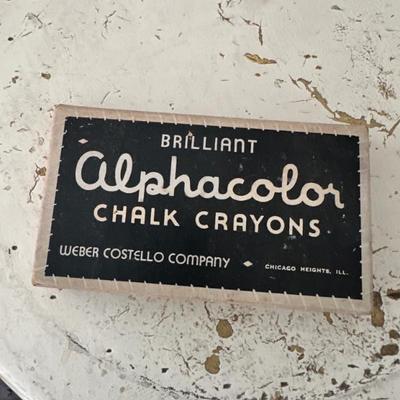 BRILLIANT
alphacolor
CHALK CRAYONS
WEBER COSTELLO COMPANY
CHICAGO HEIGHTS, ILL.